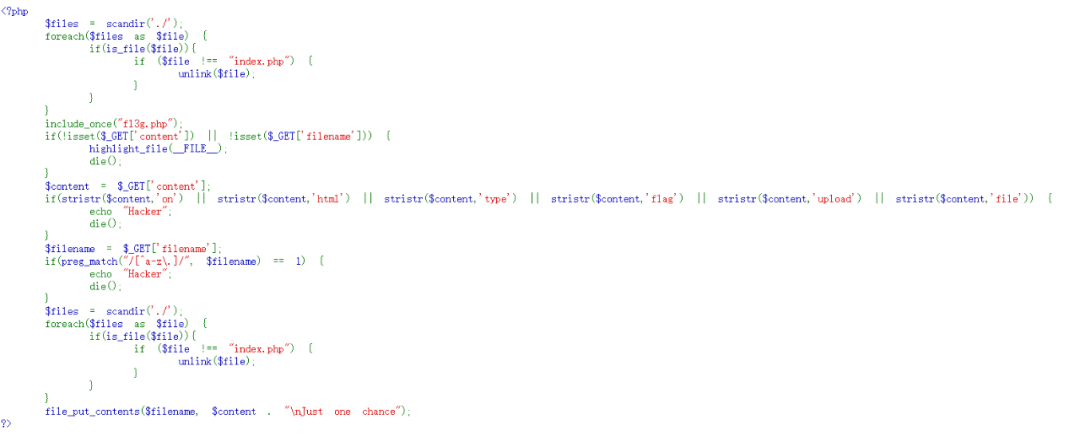 <?php
$files = scandir('./');
foreach($files as $file) {
if(is_file($file)){
if ($file !== "index.php") {
unlink($file);
}
}
}
include_once("fl3g.php");
if(!isset($_GET['content']) || !isset($_GET['filename'])) {
highlight_file(__FILE__);
die();
}
$content = $_GET['content'];
if(stristr($content,'on') || stristr($content,'html') || stristr($content,'type') || stristr($content,'flag') || stristr($content,'upload') || stristr($content,'file')) {
echo "Hacker";
die();
}
$filename = $_GET['filename'];
if(preg_match("/[^a-z\.]/", $filename) == 1) {
echo "Hacker";
die();
}
$files = scandir('./');
foreach($files as $file) {
if(is_file($file)){
if ($file !== "index.php") {
unlink($file);
}
}
}
file_put_contents($filename, $content . "\nJust one chance");
?>